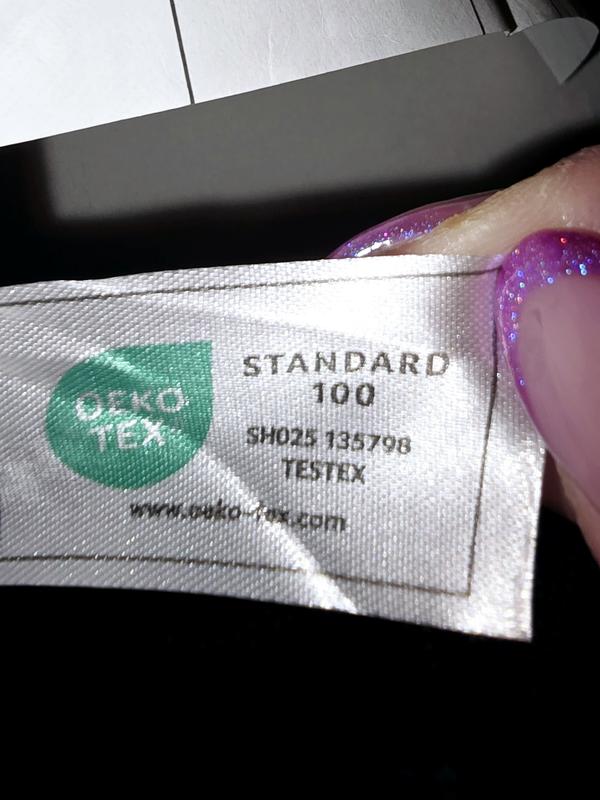 OEKO
TEX
STANDARD
100
SH025 135798
TESTEX
www.oeko-tex.com